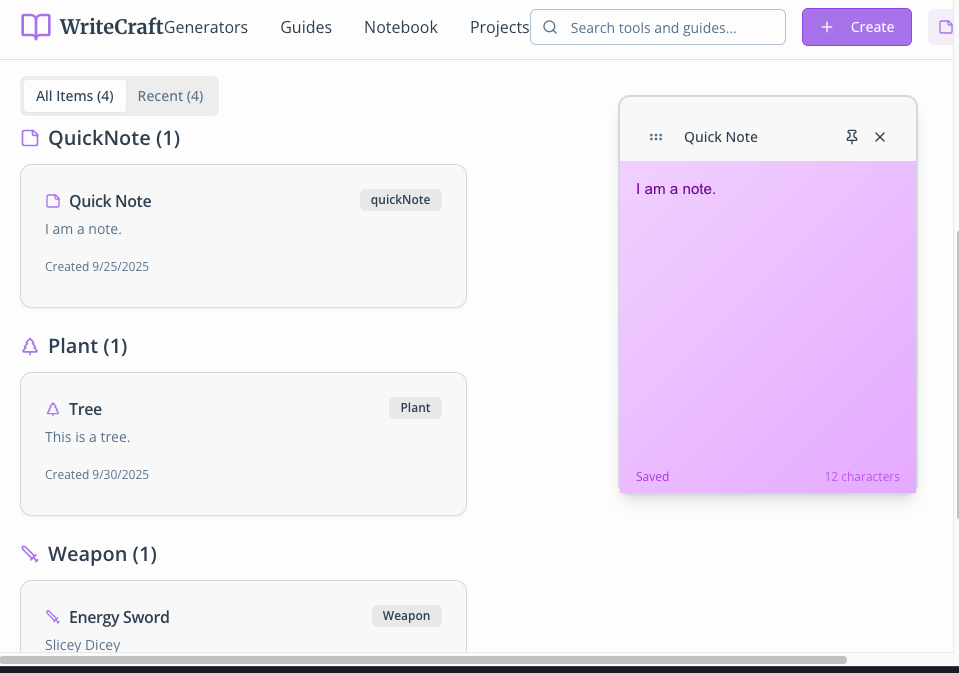 WriteCraft
Generators
Guides
Notebook
Projects
Search tools and guides...
Create
All Items (4)
Recent (4)
QuickNote (1)
Quick Note
quickNote
I am a note.
Created 9/25/2025
Plant (1)
Tree
Plant
This is a tree.
Created 9/30/2025
Weapon (1)
Energy Sword
Weapon
Slicey Dicey
Quick Note
I am a note.
Saved
12 characters